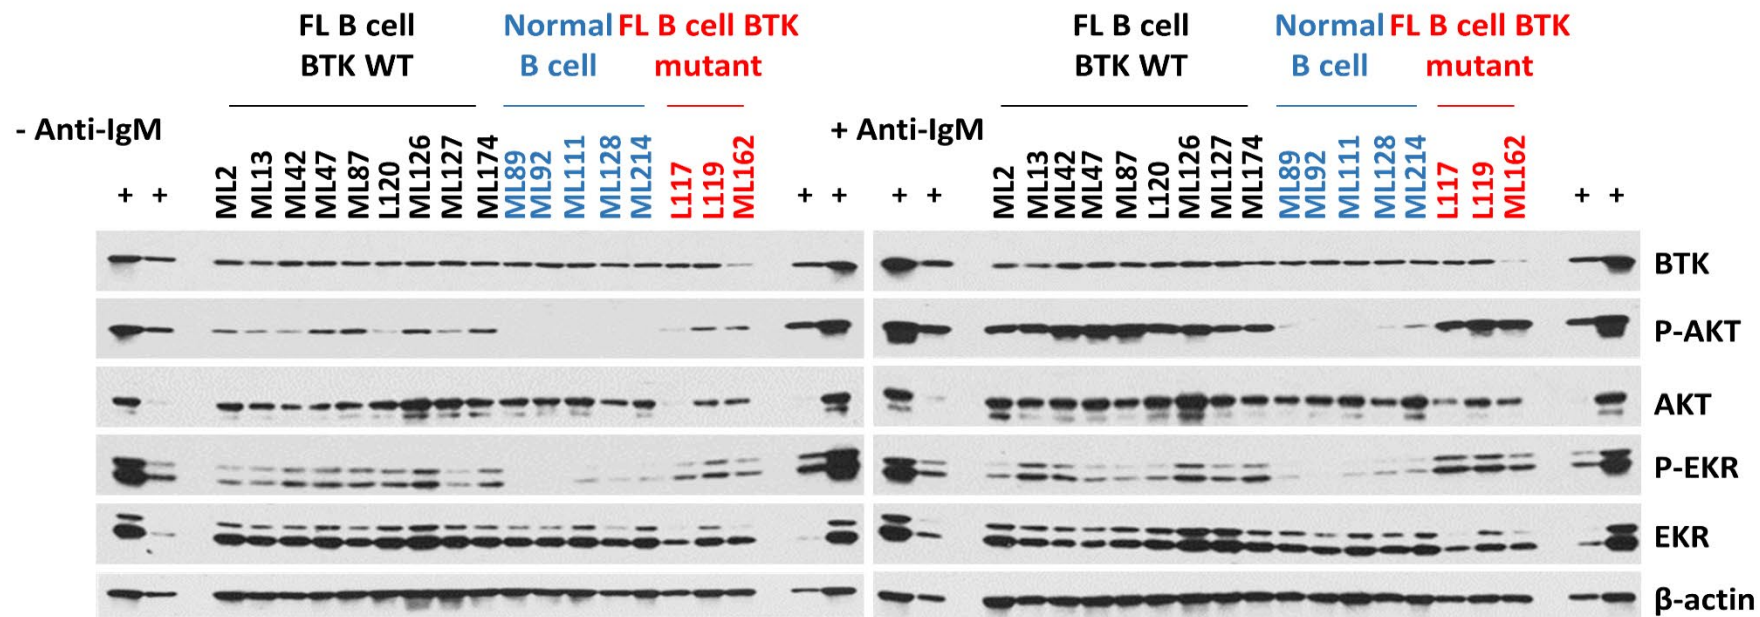 FL B cell Normal FL B cell BTK FL B cell Normal FL B cell BTK
BTK WT B cell mutant BTK WT B cell mutant
- Anti-IgM + Anti-IgM
+ + ML2 ML13 ML42 ML47 ML87 L20 ML126 ML127 ML174 ML89 ML92 ML111 ML128 ML214 L117 L119 ML162 + + + + ML2 ML13 ML42 ML47 ML87 L20 ML126 ML127 ML174 ML89 ML92 ML111 ML128 ML214 L117 L119 ML162 + +
BTK
P-AKT
AKT
P-EKR
EKR
β-actin